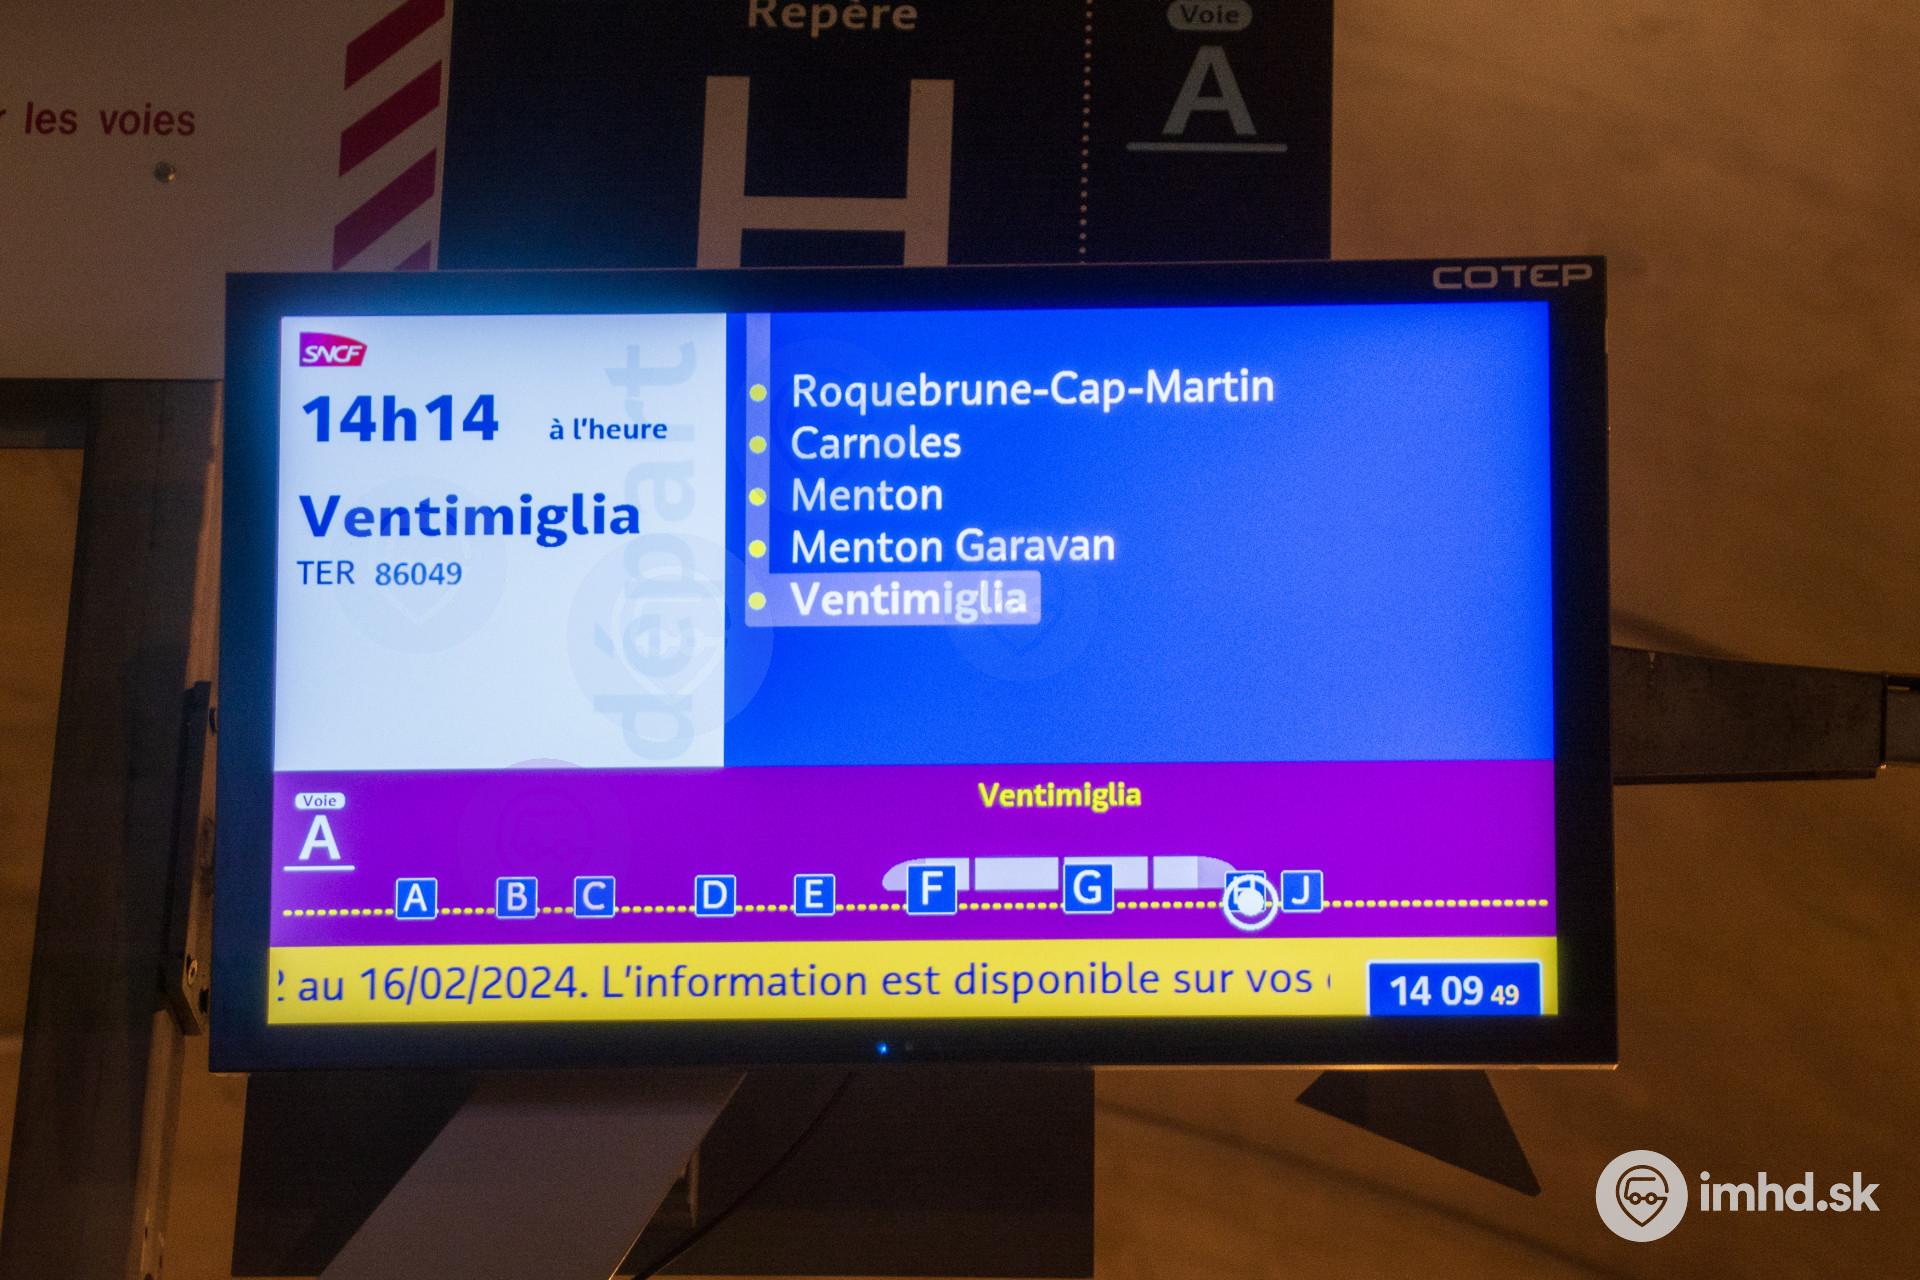 Repère
Voie
A
H
les voies
COTEP
SNCF
14h14 à l'heure
Ventimiglia
TER 86049
départ
Roquebrune-Cap-Martin
Carnoles
Menton
Menton Garavan
Ventimiglia
Voie
A
Ventimiglia
A B C D E F G H J
au 16/02/2024. L'information est disponible sur vos
14 09 49
imhd.sk